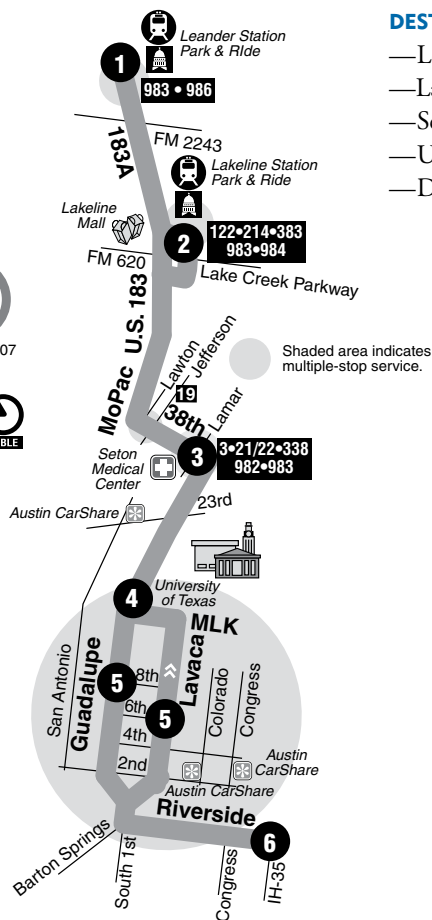 DEST
—L
—La
—Se
—U
—D
Leander Station
Park & RIde
1
983 • 986
FM 2243
183A
Lakeline Station
Park & Ride
Lakeline
Mall
2
122•214•383
983•984
FM 620
Lake Creek Parkway
U.S. 183
07
BLE
MoPac
Lawton
Jefferson
Shaded area indicates
multiple-stop service.
19
38th
Lamar
Seton
Medical
Center
3
3•21/22•338
982•983
Austin CarShare
23rd
4
University
of Texas
MLK
San Antonio
Guadalupe
5
8th
6th
4th
2nd
5
Lavaca
Colorado
Congress
Austin
CarShare
Austin CarShare
Riverside
6
Barton Springs
South 1st
Congress
IH-35